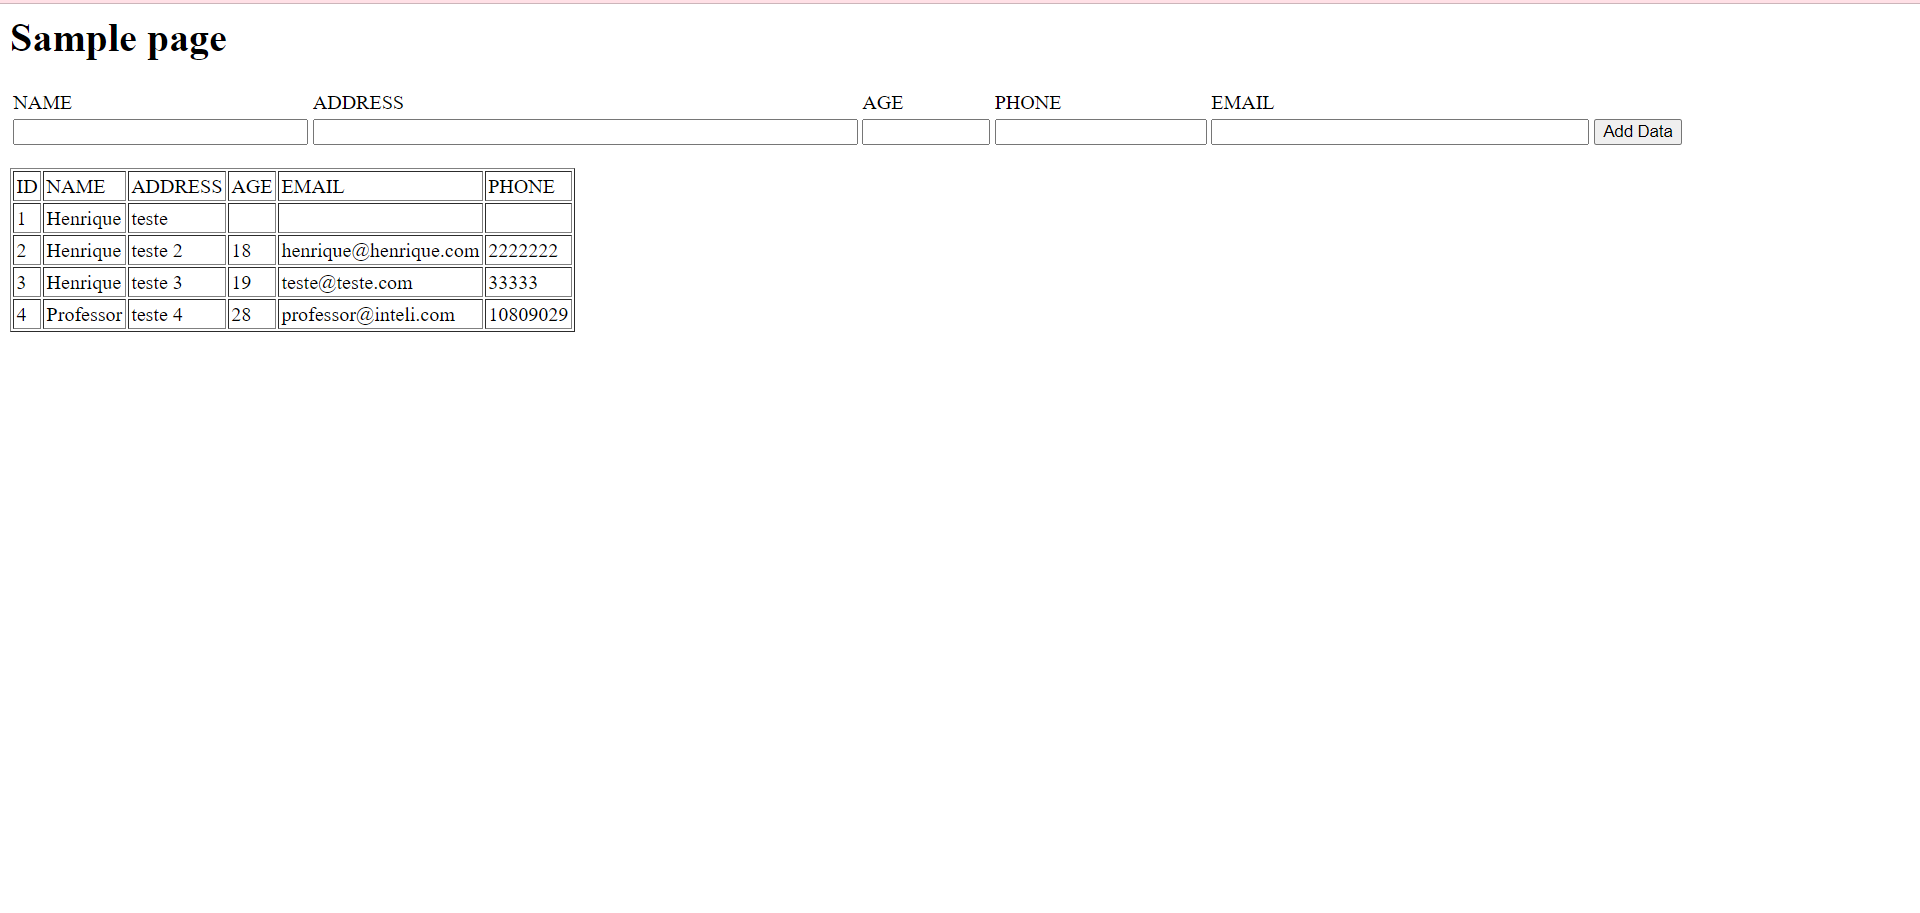 Sample page
NAME ADDRESS AGE PHONE EMAIL
Add Data
ID NAME ADDRESS AGE EMAIL PHONE
1 Henrique teste
2 Henrique teste 2 18 henrique@henrique.com 2222222
3 Henrique teste 3 19 teste@teste.com 33333
4 Professor teste 4 28 professor@inteli.com 10809029